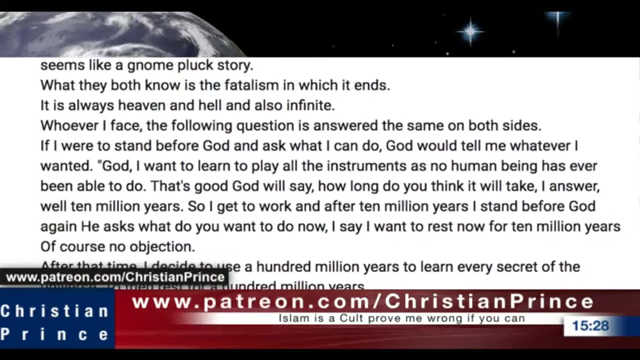 seems like a gnome pluck story.
What they both know is the fatalism in which it ends.
It is always heaven and hell and also infinite.
Whoever I face, the following question is answered the same on both sides.
If I were to stand before God and ask what I can do, God would tell me whatever I
wanted. "God, I want to learn to play all the instruments as no human being has ever
been able to do. That's good God will say, how long do you think it will take, I answer,
well ten million years. So I get to work and after ten million years I stand before God
again He asks what do you want to do now, I say I want to rest now for ten million years
Of course no objection.
After that time, I decide to use a hundred million years to learn every secret of the
rest for a hundred million years
www.patreon.com/ChristianPrince
Christian
Prince
www.patreon.com/ChristianPrince
Islam is a Cult prove me wrong if you can
15:28